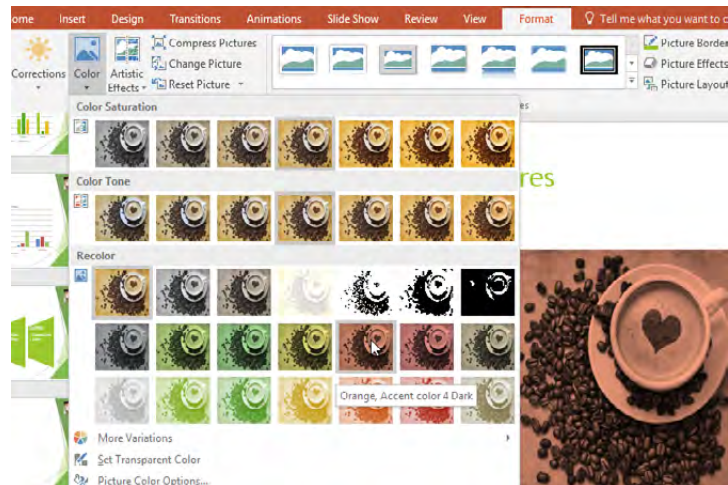 ome Insert Design Transitions Animations Slide Show Review View Format Tell me what you want to d
Corrections
Color
Artistic
Effects
Compress Pictures
Change Picture
Reset Picture
Picture Border
Picture Effects
Picture Layout
Color Saturation
es
Color Tone
res
Recolor
Orange, Accent color 4 Dark
More Variations
Set Transparent Color
Picture Color Options...